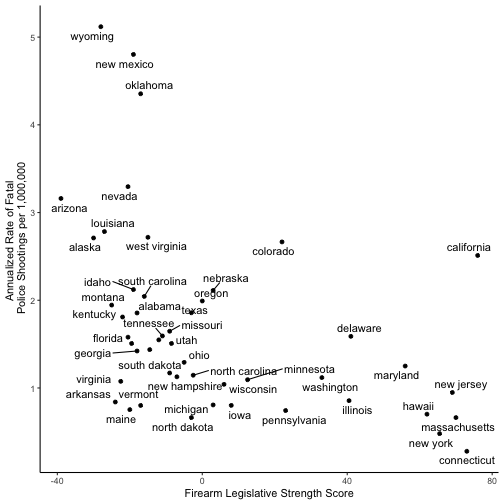 5
wyoming
new mexico
oklahoma
4
nevada
arizona
3
louisiana
alaska
west virginia
colorado
california
idaho
south carolina
nebraska
montana
oregon
2
kentucky
alabama
texas
tennessee
missouri
delaware
florida
utah
georgia
ohio
south dakota
north carolina
minnesota
maryland
virginia
new hampshire
wisconsin
washington
new jersey
1
arkansas
vermont
michigan
iowa
illinois
hawaii
maine
north dakota
pennsylvania
massachusetts
new york
connecticut
-40
0
40
80
Firearm Legislative Strength Score
Annualized Rate of Fatal
Police Shootings per 1,000,000